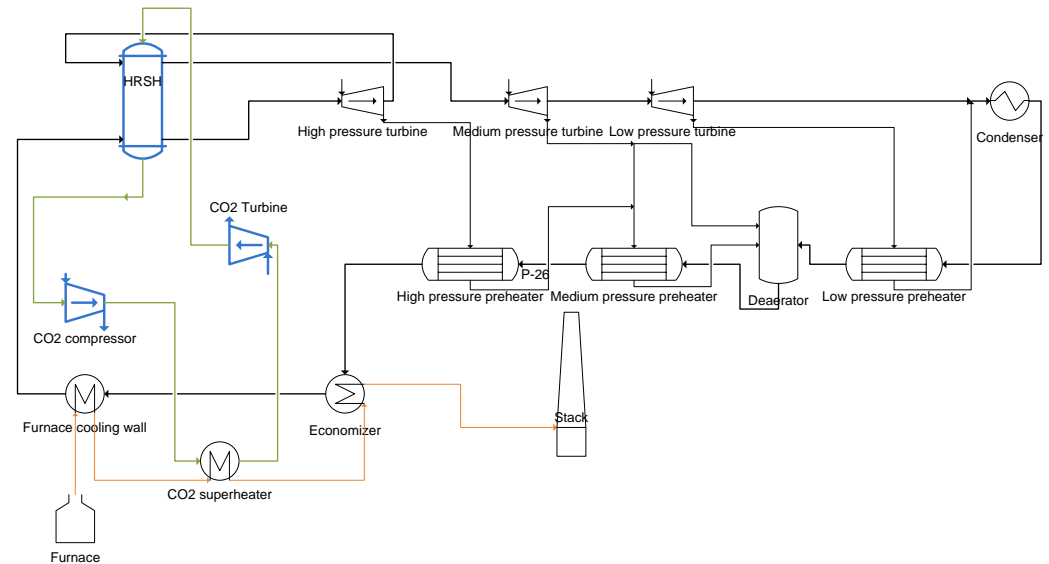 HRSH
High pressure turbine
Medium pressure turbine
Low pressure turbine
Condenser
CO2 Turbine
P-26
High pressure preheater
Medium pressure preheater
Deaerator
Low pressure preheater
CO2 compressor
Stack
Furnace cooling wall
Economizer
CO2 superheater
Furnace